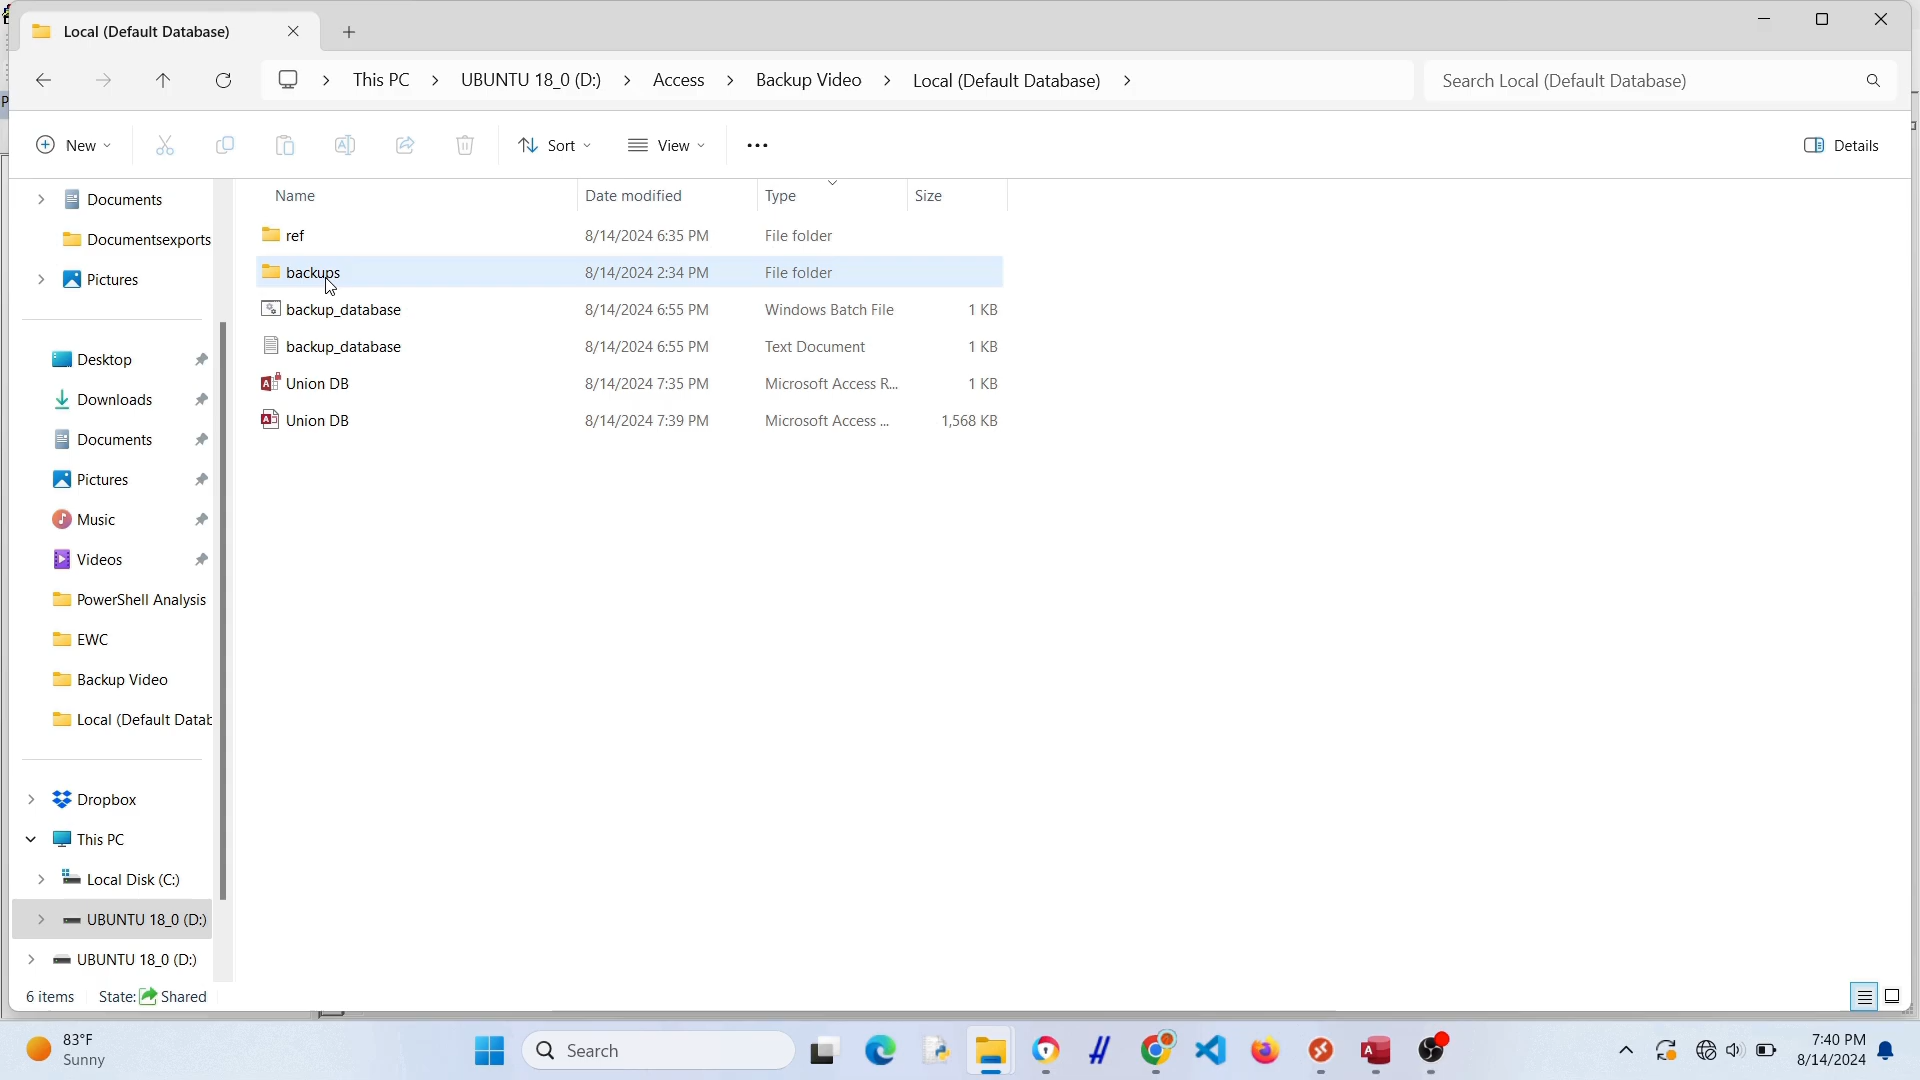 Local (Default Database)
This PC > UBUNTU 18_0 (D:) > Access > Backup Video > Local (Default Database) >
Search Local (Default Database)
New
Sort
View
Details
Name Date modified Type Size
ref 8/14/2024 6:35 PM File folder
backups 8/14/2024 2:34 PM File folder
backup_database 8/14/2024 6:55 PM Windows Batch File 1 KB
backup_database 8/14/2024 6:55 PM Text Document 1 KB
Union DB 8/14/2024 7:35 PM Microsoft Access R... 1 KB
Union DB 8/14/2024 7:39 PM Microsoft Access ... 1,568 KB
Documents
Documentsexports
Pictures
Desktop
Downloads
Documents
Pictures
Music
Videos
PowerShell Analysis
EWC
Backup Video
Local (Default Datab
Dropbox
This PC
Local Disk (C:)
UBUNTU 18_0 (D:)
UBUNTU 18_0 (D:)
6 items State: Shared
83°F
Sunny
Search
7:40 PM
8/14/2024